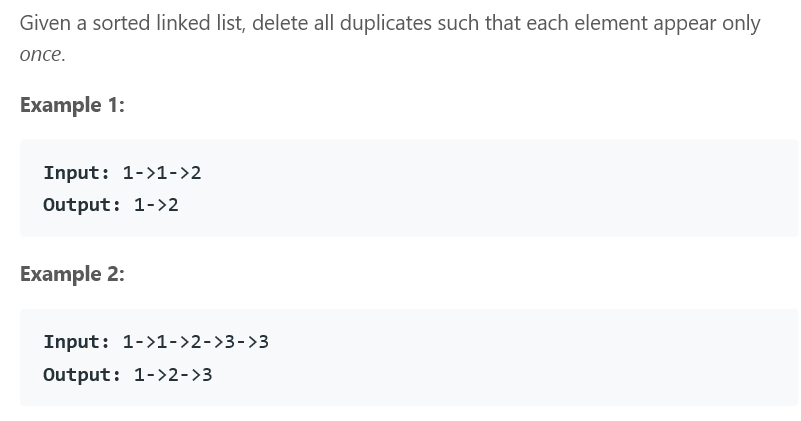 Given a sorted linked list, delete all duplicates such that each element appear only
once.
Example 1:
Input: 1->1->2
Output: 1->2
Example 2:
Input: 1->1->2->3->3
Output: 1->2->3